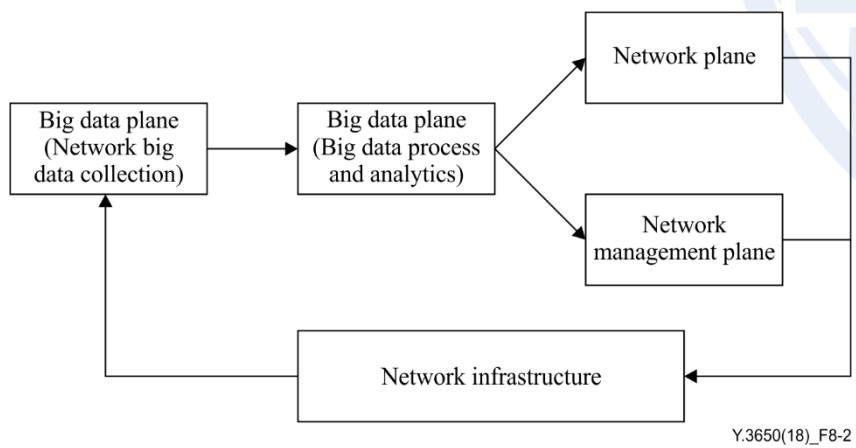 Network plane
Big data plane
(Network big
data collection)
Big data plane
(Big data process
and analytics)
Network
management plane
Network infrastructure
Y.3650(18)_F8-2